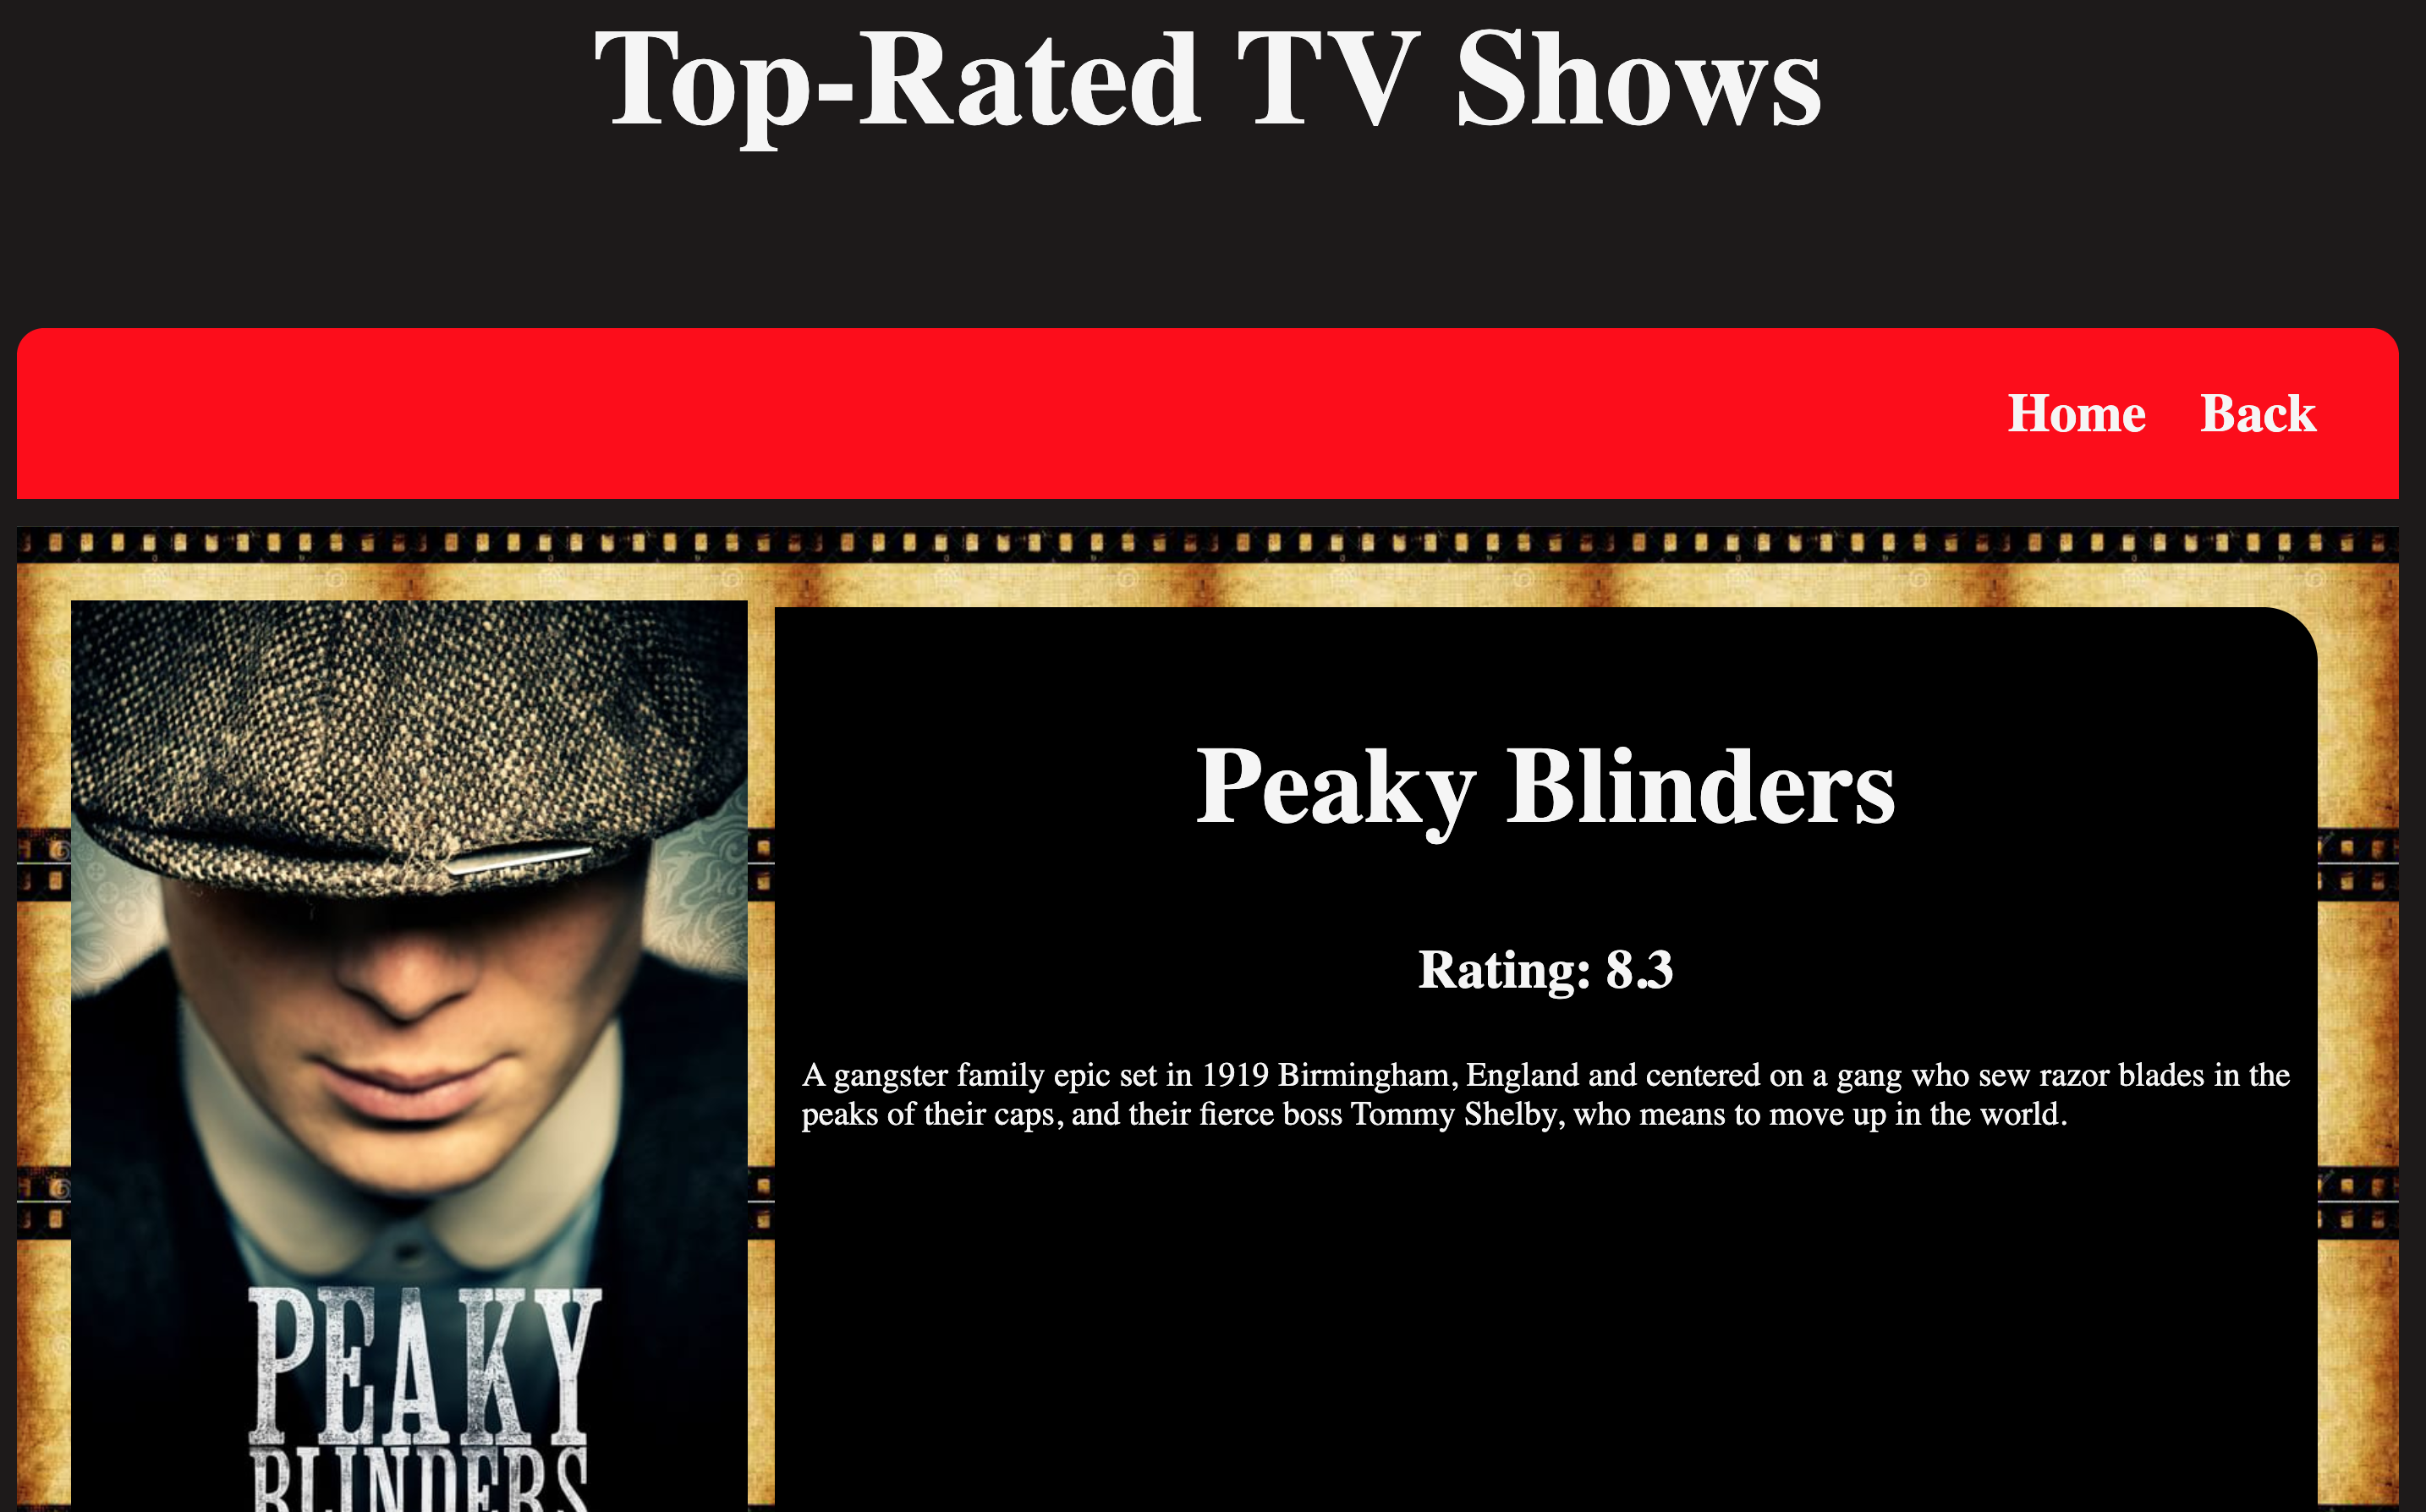 Top-Rated TV Shows
Home Back
PEAKY
BLINDERS
Peaky Blinders
Rating: 8.3
A gangster family epic set in 1919 Birmingham, England and centered on a gang who sew razor blades in the
peaks of their caps, and their fierce boss Tommy Shelby, who means to move up in the world.